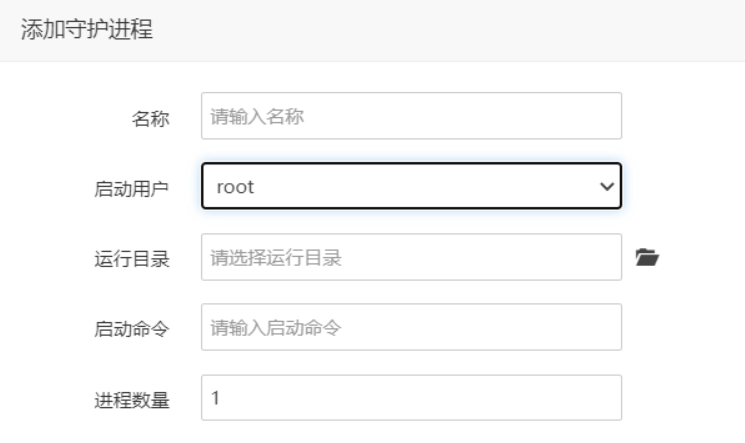 添加守护进程
名称 请输入名称
启动用户 root
运行目录 请选择运行目录
启动命令 请输入启动命令
进程数量 1